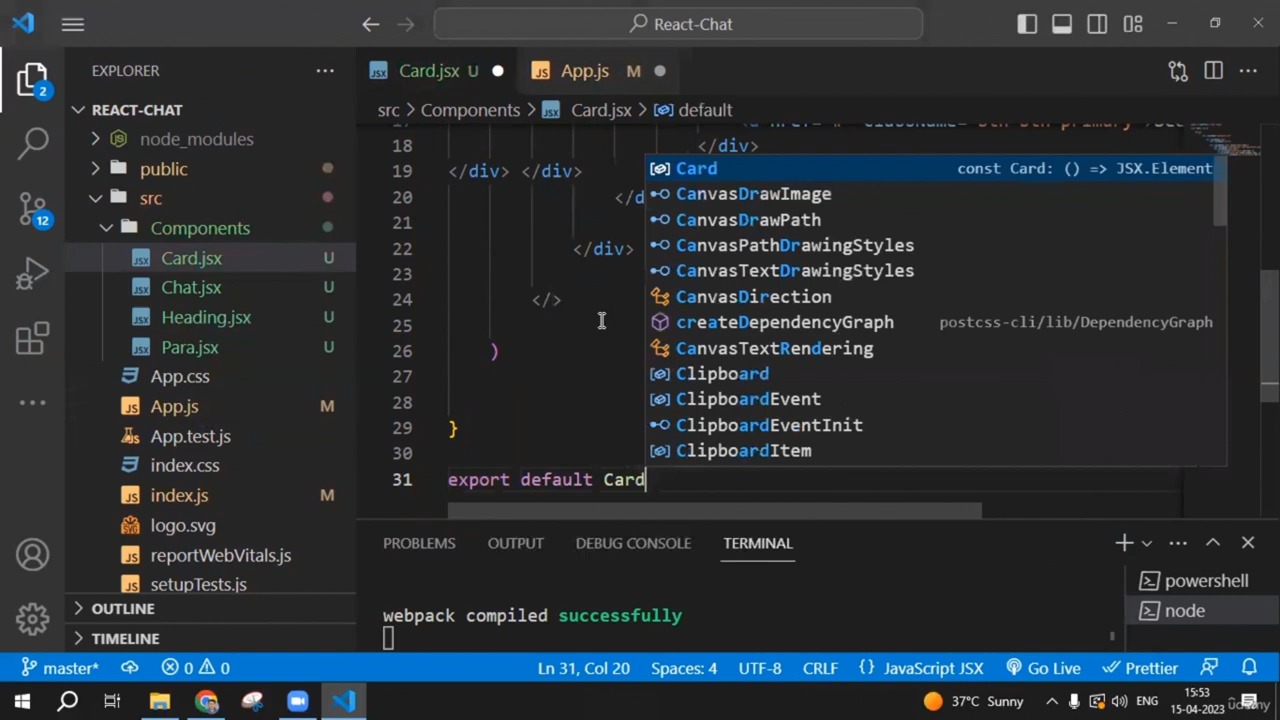 React-Chat
EXPLORER
REACT-CHAT
node_modules
public
src
Components
Card.jsx U
Chat.jsx U
Heading.jsx U
Para.jsx U
App.css
App.js M
App.test.js
index.css
index.js M
logo.svg
reportWebVitals.js
setupTests.js
OUTLINE
TIMELINE
2
12
Card.jsx U
App.js M
src > Components > Card.jsx > default
18 </div>
19 </div> </div>
20 </d
21
22 </div>
23
24 </>
25
26 )
27
28
29 }
30
31 export default Card
Card const Card: () => JSX.Element
CanvasDrawImage
CanvasDrawPath
CanvasPathDrawingStyles
CanvasTextDrawingStyles
CanvasDirection
createDependencyGraph postcss-cli/lib/DependencyGraph
CanvasTextRendering
Clipboard
ClipboardEvent
ClipboardEventInit
ClipboardItem
PROBLEMS OUTPUT DEBUG CONSOLE TERMINAL
webpack compiled successfully
powershell
node
master* 0 0 Ln 31, Col 20 Spaces: 4 UTF-8 CRLF {} JavaScript JSX Go Live Prettier
37°C Sunny ENG 15:53
15-04-2023
udemy